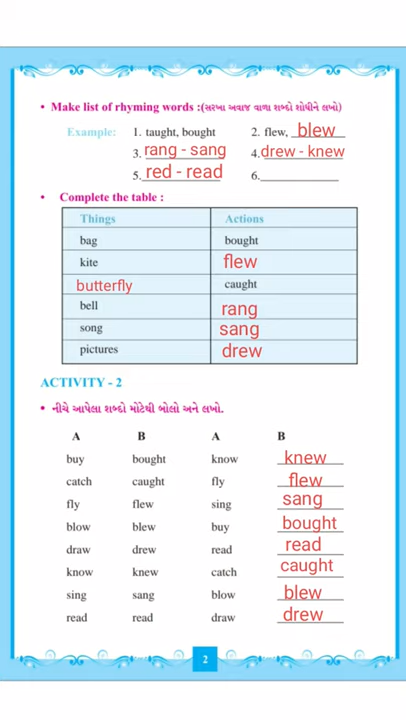 • Make list of rhyming words : (સરખા અવાજ વાળા શબ્દો શોધીને લખો)
Example: 1. taught, bought 2. flew, blew
3. rang - sang 4. drew - knew
5. red - read 6.
• Complete the table :
Things Actions
bag bought
kite flew
butterfly caught
bell rang
song sang
pictures drew
ACTIVITY - 2
• નીચે આપેલા શબ્દો મોટેથી બોલો અને લખો.
A B A B
buy bought know knew
catch caught fly flew
fly flew sing sang
blow blew buy bought
draw drew read read
know knew catch caught
sing sang blow blew
read read draw drew
2